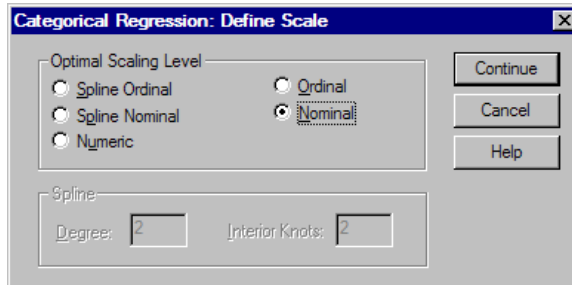 Categorical Regression: Define Scale
Optimal Scaling Level
Spline Ordinal
Ordinal
Spline Nominal
Nominal
Numeric
Continue
Cancel
Help
Spline
Degree: 2
Interior Knots: 2